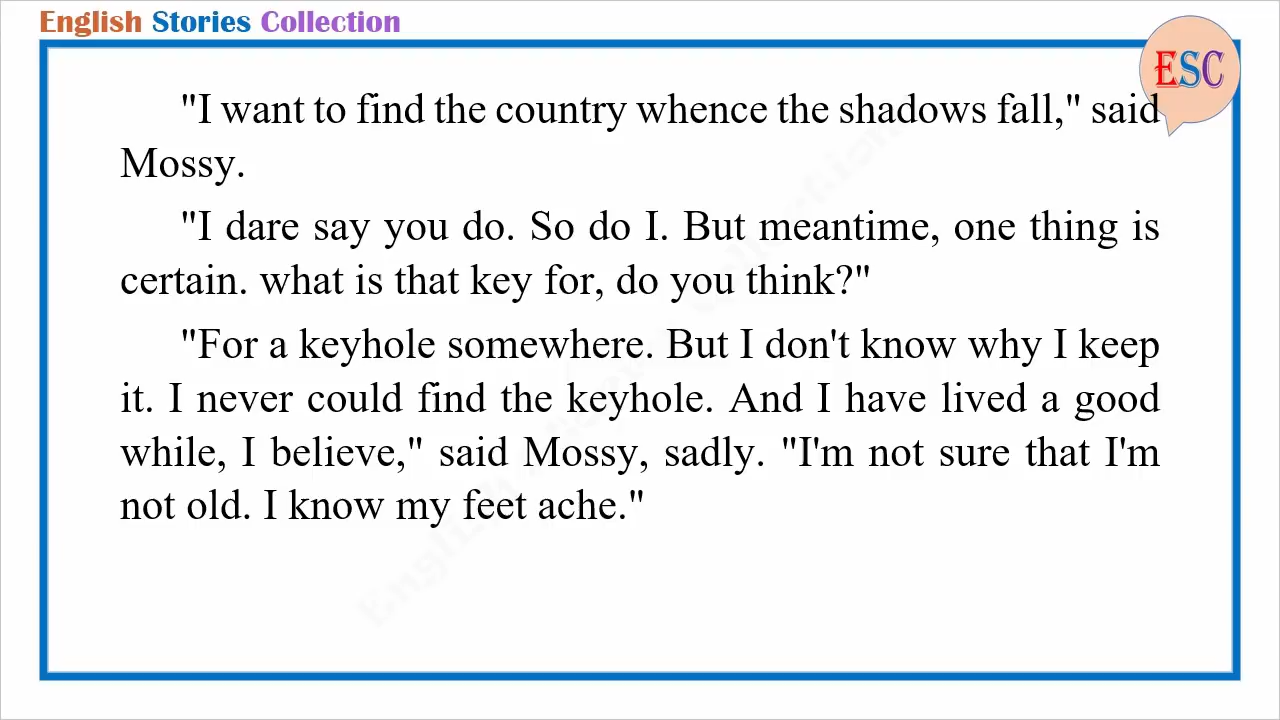 English Stories Collection
ESC
"I want to find the country whence the shadows fall," said
Mossy.
"I dare say you do. So do I. But meantime, one thing is
certain. what is that key for, do you think?"
"For a keyhole somewhere. But I don't know why I keep
it. I never could find the keyhole. And I have lived a good
while, I believe," said Mossy, sadly. "I'm not sure that I'm
not old. I know my feet ache."